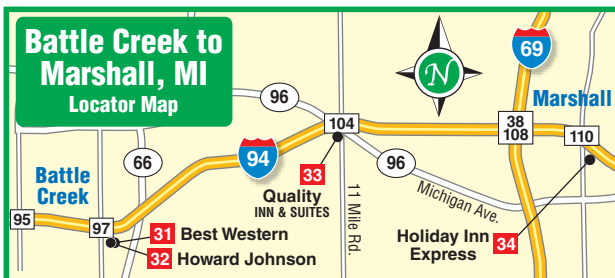 Battle Creek to
Marshall, MI
Locator Map
N
69
96
104
38
108
Marshall
110
66
94
33
96
Quality
INN & SUITES
11 Mile Rd.
Michigan Ave.
Battle
Creek
95
97
31 Best Western
32 Howard Johnson
Holiday Inn
Express
34